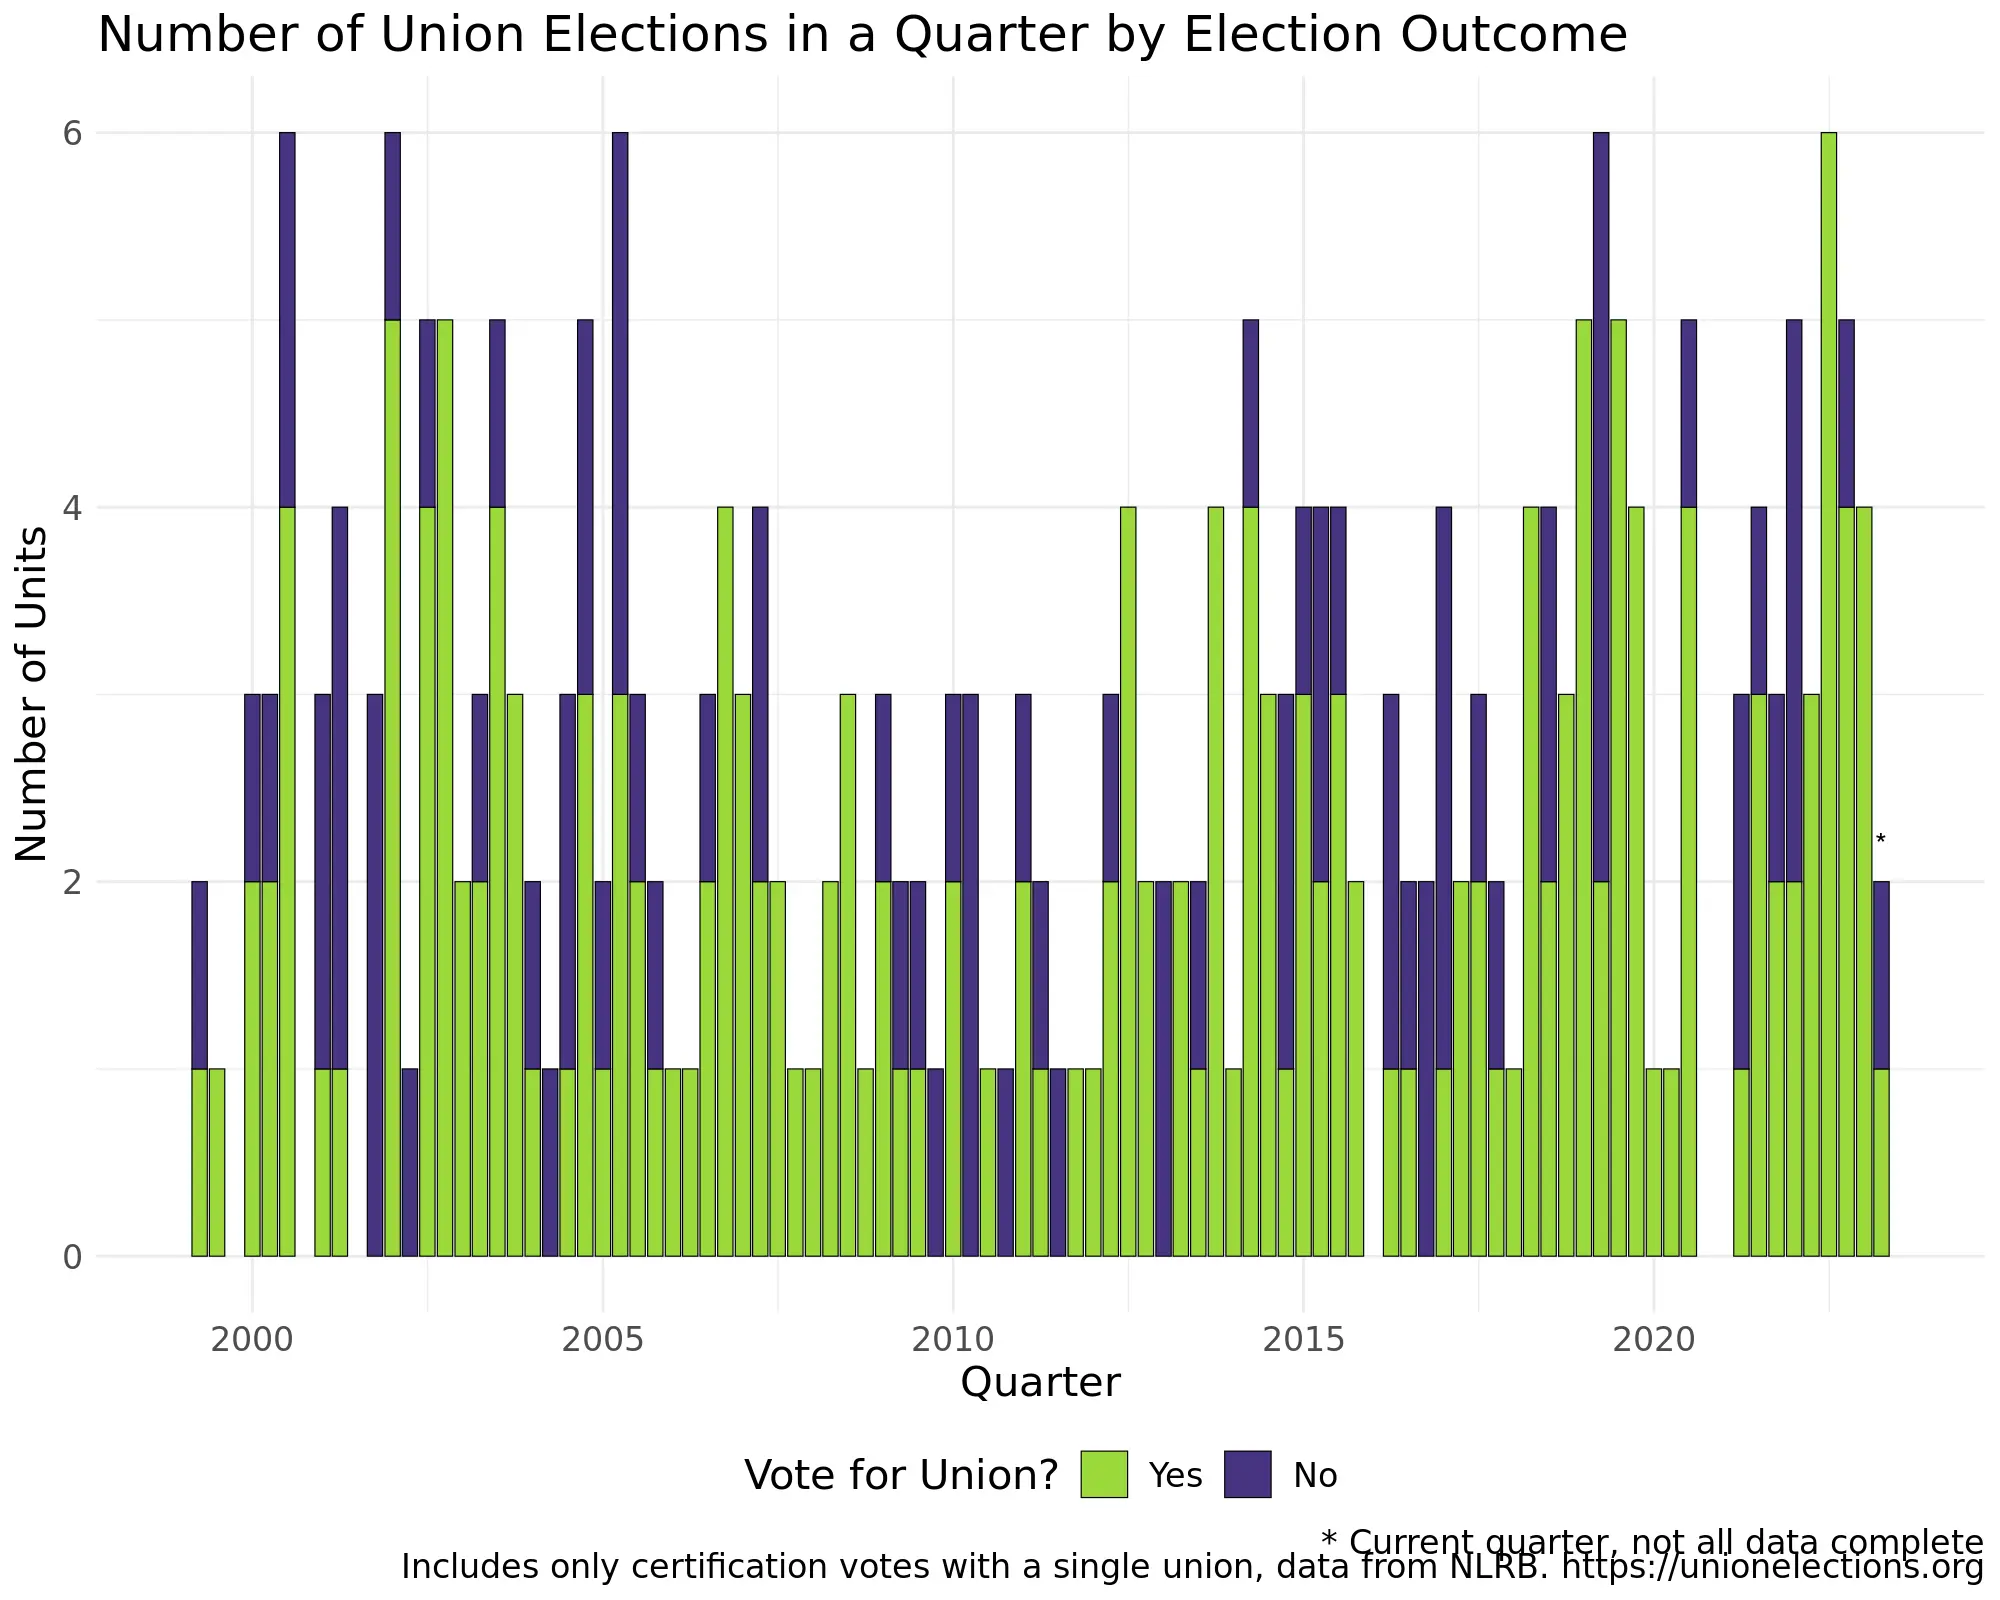 Number of Union Elections in a Quarter by Election Outcome
Number of Units
6
4
2
0
*
2000 2005 2010 2015 2020
Quarter
Vote for Union? Yes No
* Current quarter, not all data complete
Includes only certification votes with a single union, data from NLRB. https://unionelections.org